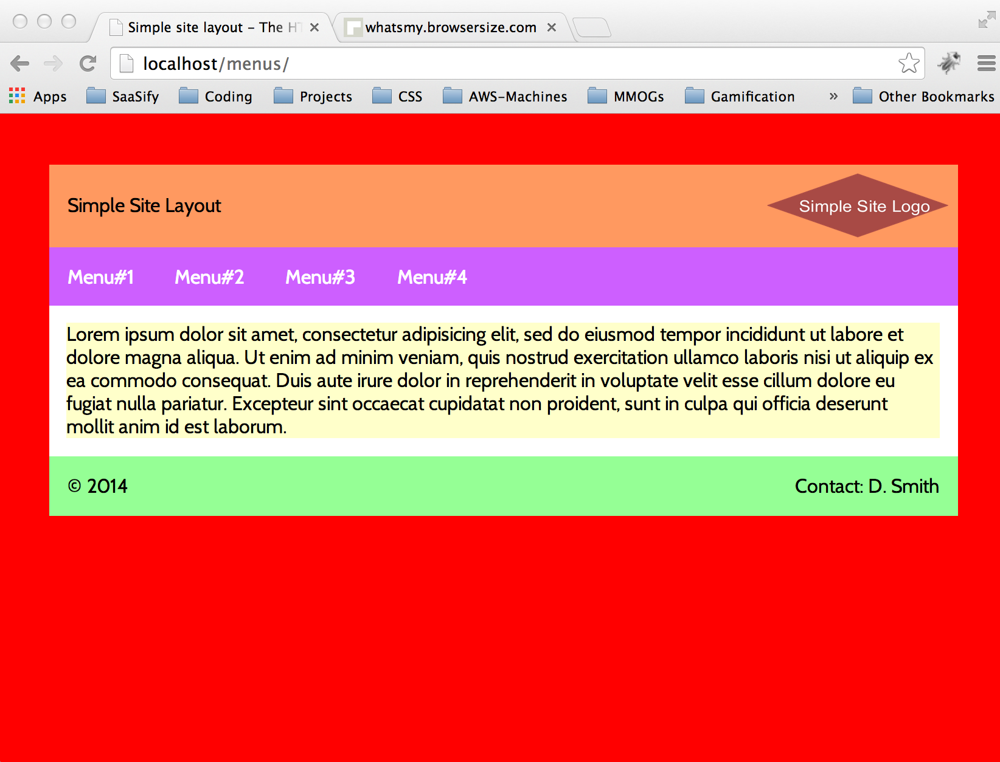 Simple site layout – The HT
whatsmy.browsersize.com
localhost/menus/
Apps SaaSify Coding Projects CSS AWS-Machines MMOGs Gamification » Other Bookmarks
Simple Site Layout
Simple Site Logo
Menu#1 Menu#2 Menu#3 Menu#4
Lorem ipsum dolor sit amet, consectetur adipisicing elit, sed do eiusmod tempor incididunt ut labore et
dolore magna aliqua. Ut enim ad minim veniam, quis nostrud exercitation ullamco laboris nisi ut aliquip ex
ea commodo consequat. Duis aute irure dolor in reprehenderit in voluptate velit esse cillum dolore eu
fugiat nulla pariatur. Excepteur sint occaecat cupidatat non proident, sunt in culpa qui officia deserunt
mollit anim id est laborum.
© 2014
Contact: D. Smith